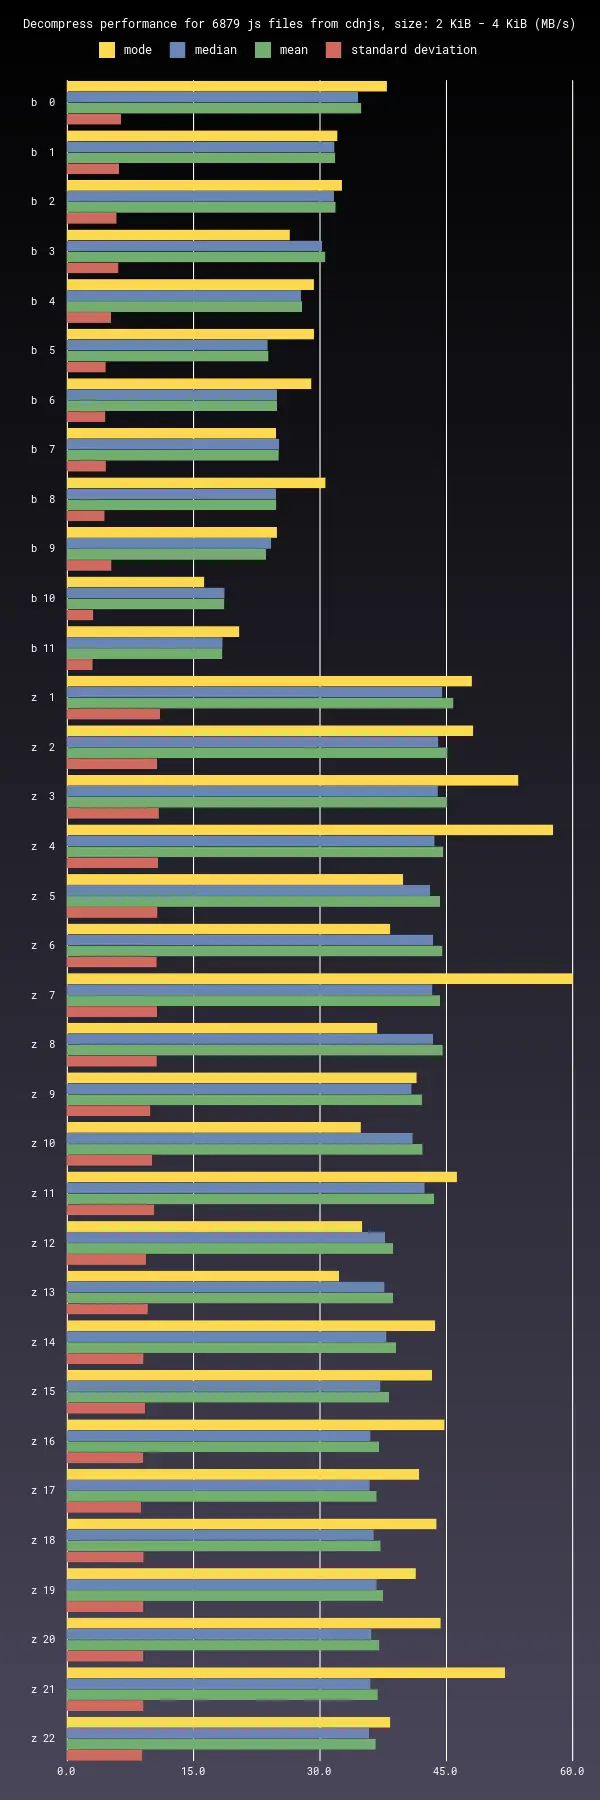 Decompress performance for 6879 js files from cdnjs, size: 2 KiB - 4 KiB (MB/s)
mode median mean standard deviation
b 0
b 1
b 2
b 3
b 4
b 5
b 6
b 7
b 8
b 9
b 10
b 11
z 1
z 2
z 3
z 4
z 5
z 6
z 7
z 8
z 9
z 10
z 11
z 12
z 13
z 14
z 15
z 16
z 17
z 18
z 19
z 20
z 21
z 22
0.0 15.0 30.0 45.0 60.0